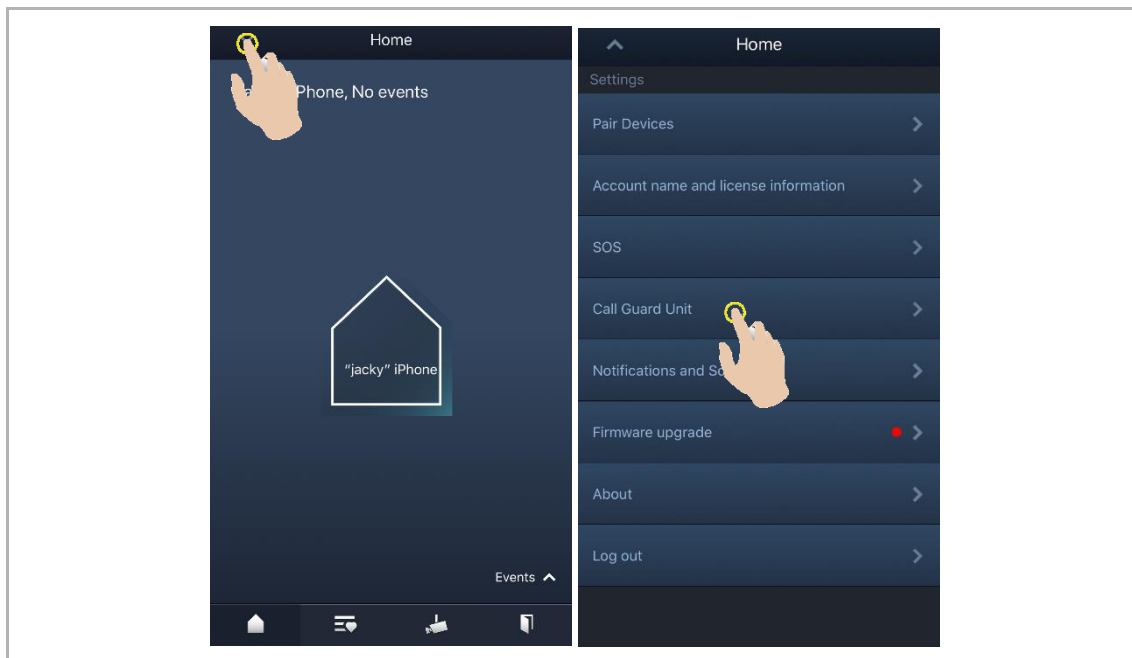 Home
Phone, No events
"jacky" iPhone
Events
Home
Settings
Pair Devices
Account name and license information
SOS
Call Guard Unit
Notifications and
Firmware upgrade
About
Log out